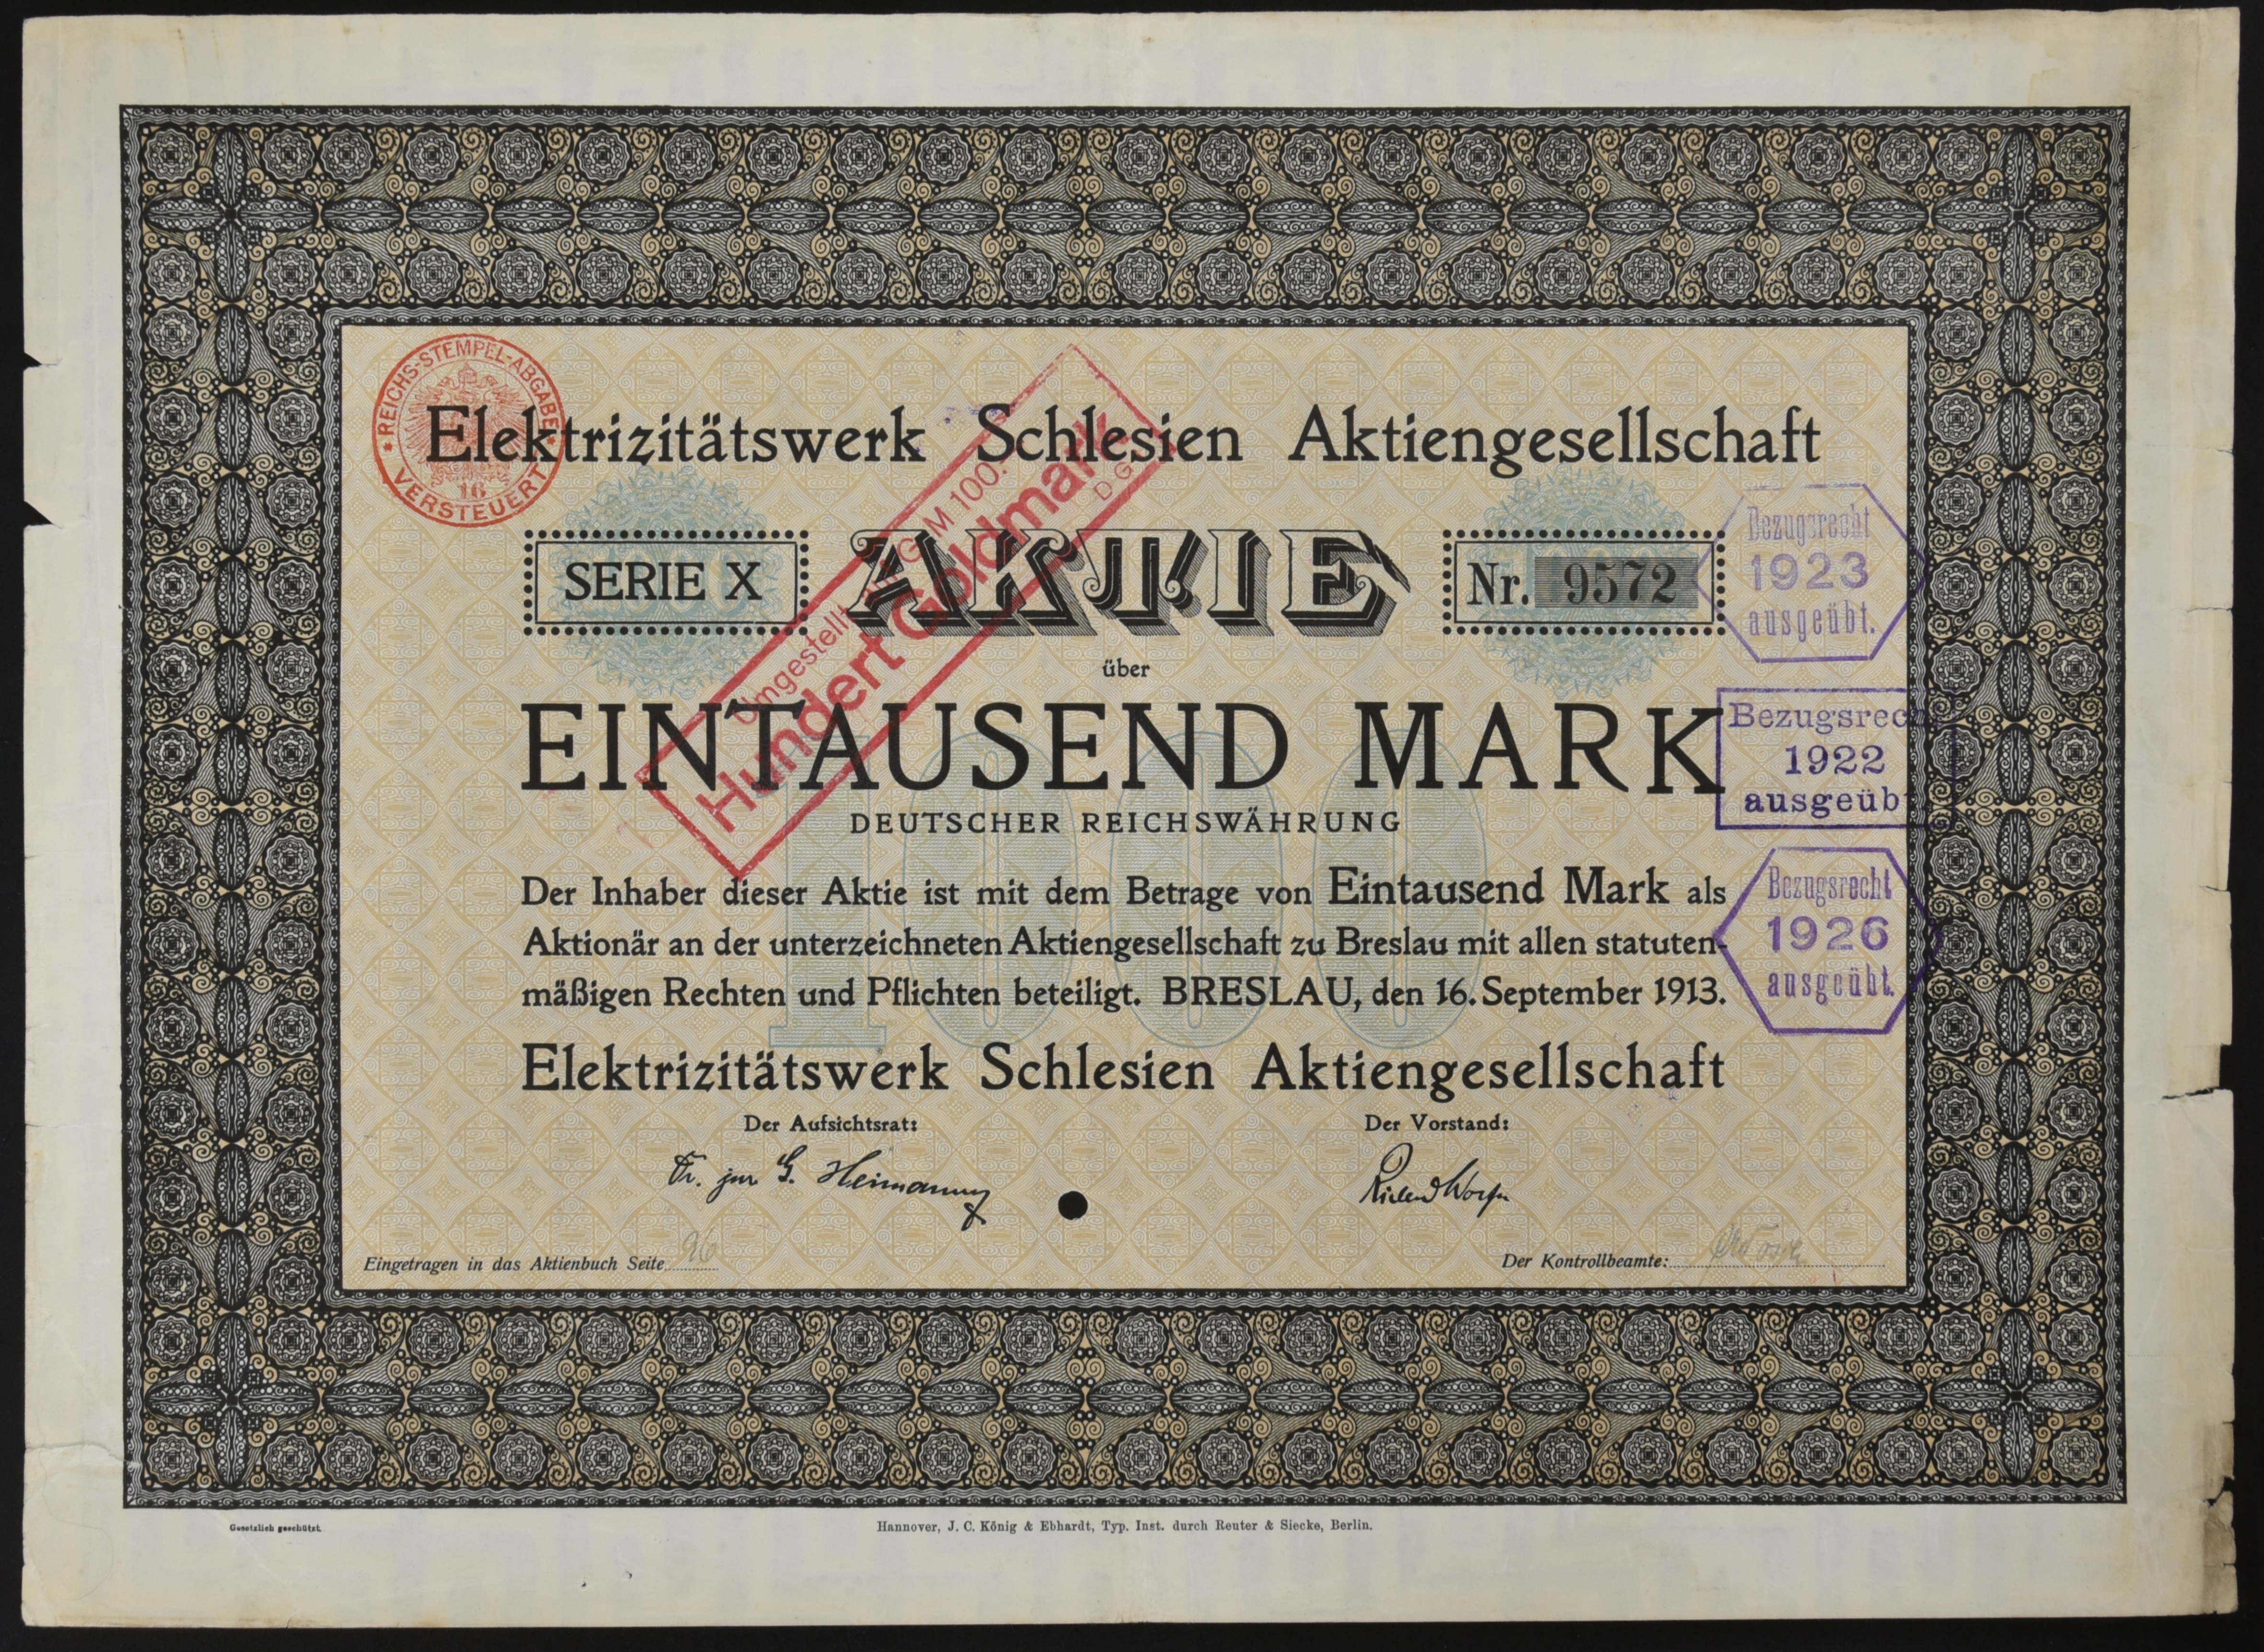 REICHS-STEMPEL-ABGABE
16
VERSTEUERT
Elektrizitätswerk Schlesien Aktiengesellschaft
SERIE X
AKTIE
Nr. 9572
Umgestellt GM 100.
Hundert Goldmark
D G
über
EINTAUSEND MARK
DEUTSCHER REICHSWÄHRUNG
1000
Bezugsrecht
1923
ausgeübt.
Bezugsrech
1922
ausgeüb
Bezugsrecht
1926
ausgeübt.
Der Inhaber dieser Aktie ist mit dem Betrage von Eintausend Mark als
Aktionär an der unterzeichneten Aktiengesellschaft zu Breslau mit allen statuten-
mäßigen Rechten und Pflichten beteiligt. BRESLAU, den 16. September 1913.
Elektrizitätswerk Schlesien Aktiengesellschaft
Der Aufsichtsrat:
Der Vorstand:
G. Heimann
Eingetragen in das Aktienbuch Seite 96
Der Kontrollbeamte:
Gesetzlich geschützt.
Hannover, J. C. König & Ebhardt, Typ. Inst. durch Reuter & Siecke, Berlin.